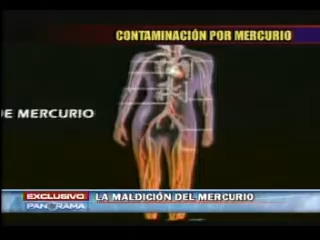 CONTAMINACIÓN POR MERCURIO
DE MERCURIO
EXCLUSIVO
LA MALDICIÓN DEL MERCURIO
PANORAMA